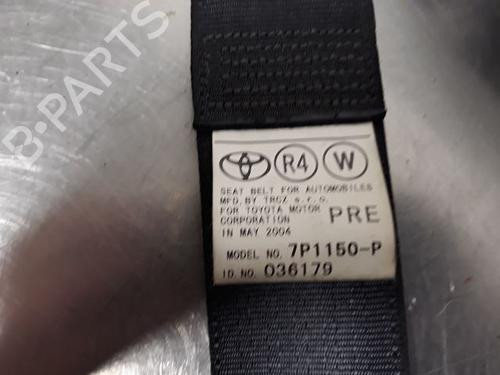 B-PARTS
R4 W
SEAT BELT FOR AUTOMOBILES
MFD. BY TRCZ s.r.o.
FOR TOYOTA MOTOR
CORPORATION PRE
IN MAY 2004
MODEL NO. 7P1150-P
ID.NO. 036179